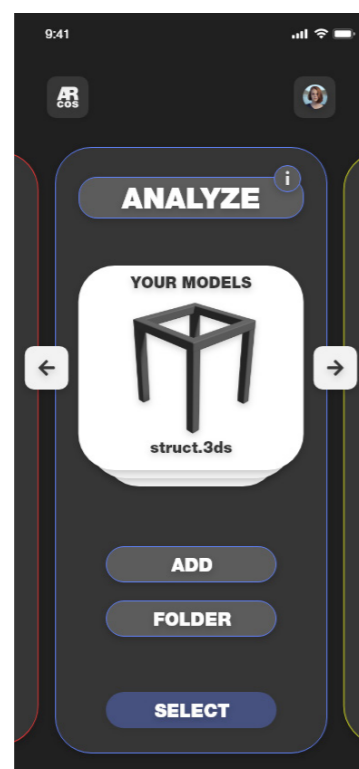 9:41
AR
COS
ANALYZE
i
YOUR MODELS
struct.3ds
ADD
FOLDER
SELECT